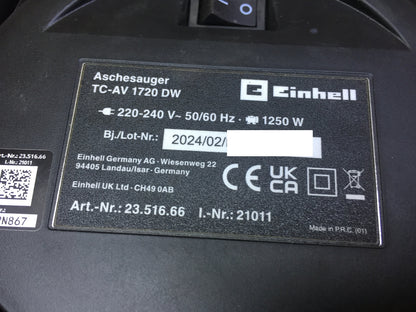 Aschesauger
TC-AV 1720 DW
Einhell
220-240 V~ 50/60 Hz · 1250 W
Bj./Lot-Nr.: 2024/02/
Einhell Germany AG · Wiesenweg 22
94405 Landau/Isar · Germany
Einhell UK Ltd · CH49 0AB
CE UK CA
Art.-Nr.: 23.516.66 I.-Nr.: 21011
Made in P.R.C. (01)
Art.-Nr.: 23.516.66
I.-Nr.: 21011